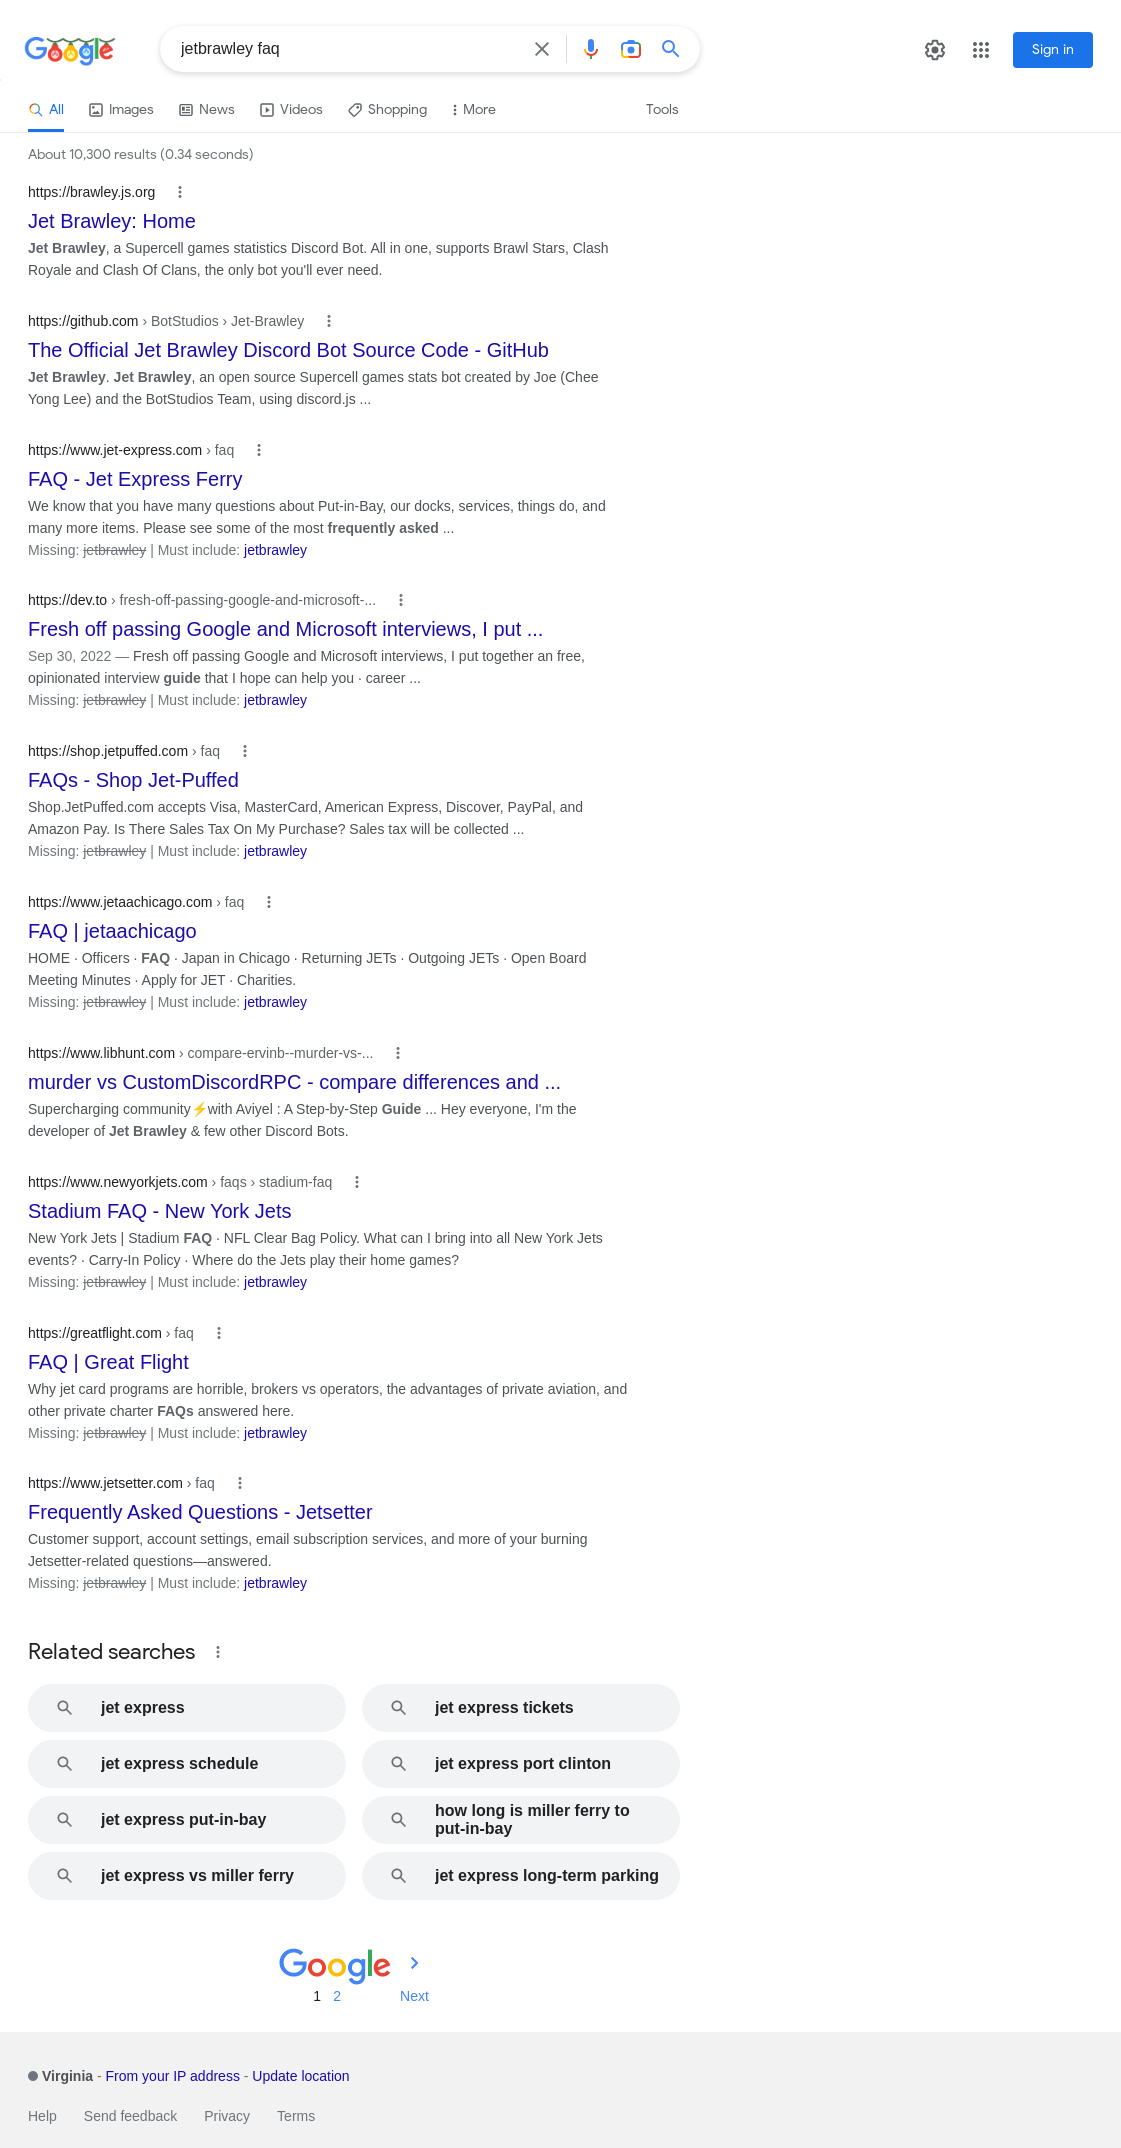 Google
jetbrawley faq
Sign in
All
Images
News
Videos
Shopping
More
Tools
About 10,300 results (0.34 seconds)
https://brawley.js.org
Jet Brawley: Home
Jet Brawley, a Supercell games statistics Discord Bot. All in one, supports Brawl Stars, Clash
Royale and Clash Of Clans, the only bot you'll ever need.
https://github.com › BotStudios › Jet-Brawley
The Official Jet Brawley Discord Bot Source Code - GitHub
Jet Brawley. Jet Brawley, an open source Supercell games stats bot created by Joe (Chee
Yong Lee) and the BotStudios Team, using discord.js ...
https://www.jet-express.com › faq
FAQ - Jet Express Ferry
We know that you have many questions about Put-in-Bay, our docks, services, things do, and
many more items. Please see some of the most frequently asked ...
Missing: jetbrawley | Must include: jetbrawley
https://dev.to › fresh-off-passing-google-and-microsoft-...
Fresh off passing Google and Microsoft interviews, I put ...
Sep 30, 2022 — Fresh off passing Google and Microsoft interviews, I put together an free,
opinionated interview guide that I hope can help you · career ...
Missing: jetbrawley | Must include: jetbrawley
https://shop.jetpuffed.com › faq
FAQs - Shop Jet-Puffed
Shop.JetPuffed.com accepts Visa, MasterCard, American Express, Discover, PayPal, and
Amazon Pay. Is There Sales Tax On My Purchase? Sales tax will be collected ...
Missing: jetbrawley | Must include: jetbrawley
https://www.jetaachicago.com › faq
FAQ | jetaachicago
HOME · Officers · FAQ · Japan in Chicago · Returning JETs · Outgoing JETs · Open Board
Meeting Minutes · Apply for JET · Charities.
Missing: jetbrawley | Must include: jetbrawley
https://www.libhunt.com › compare-ervinb--murder-vs-...
murder vs CustomDiscordRPC - compare differences and ...
Supercharging community⚡with Aviyel : A Step-by-Step Guide ... Hey everyone, I'm the
developer of Jet Brawley & few other Discord Bots.
https://www.newyorkjets.com › faqs › stadium-faq
Stadium FAQ - New York Jets
New York Jets | Stadium FAQ · NFL Clear Bag Policy. What can I bring into all New York Jets
events? · Carry-In Policy · Where do the Jets play their home games?
Missing: jetbrawley | Must include: jetbrawley
https://greatflight.com › faq
FAQ | Great Flight
Why jet card programs are horrible, brokers vs operators, the advantages of private aviation, and
other private charter FAQs answered here.
Missing: jetbrawley | Must include: jetbrawley
https://www.jetsetter.com › faq
Frequently Asked Questions - Jetsetter
Customer support, account settings, email subscription services, and more of your burning
Jetsetter-related questions—answered.
Missing: jetbrawley | Must include: jetbrawley
Related searches
jet express
jet express tickets
jet express schedule
jet express port clinton
jet express put-in-bay
how long is miller ferry to
put-in-bay
jet express vs miller ferry
jet express long-term parking
Google
1 2 Next
Virginia - From your IP address - Update location
Help Send feedback Privacy Terms